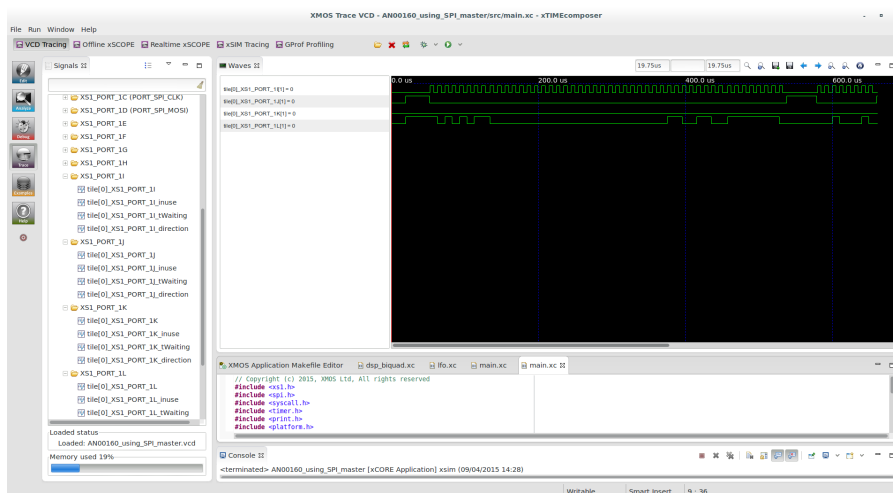 XMOS Trace VCD - AN00160_using_SPI_master/src/main.xc - xTIMEcomposer
File Run Window Help
VCD Tracing Offline xSCOPE Realtime xSCOPE xSIM Tracing GProf Profiling
Edit
Analyze
Debug
Trace
Examples
Help
Signals
XS1_PORT_1C (PORT_SPI_CLK)
XS1_PORT_1D (PORT_SPI_MOSI)
XS1_PORT_1E
XS1_PORT_1F
XS1_PORT_1G
XS1_PORT_1H
XS1_PORT_1I
tile[0]_XS1_PORT_1I
tile[0]_XS1_PORT_1I_inuse
tile[0]_XS1_PORT_1I_tWaiting
tile[0]_XS1_PORT_1I_direction
XS1_PORT_1J
tile[0]_XS1_PORT_1J
tile[0]_XS1_PORT_1J_inuse
tile[0]_XS1_PORT_1J_tWaiting
tile[0]_XS1_PORT_1J_direction
XS1_PORT_1K
tile[0]_XS1_PORT_1K
tile[0]_XS1_PORT_1K_inuse
tile[0]_XS1_PORT_1K_tWaiting
tile[0]_XS1_PORT_1K_direction
XS1_PORT_1L
tile[0]_XS1_PORT_1L
tile[0]_XS1_PORT_1L_inuse
tile[0]_XS1_PORT_1L_tWaiting
Loaded status
Loaded: AN00160_using_SPI_master.vcd
Memory used 19%
Waves
19.75us 19.75us
0.0 us 200.0 us 400.0 us 600.0 us
tile[0]_XS1_PORT_1I[1] = 0
tile[0]_XS1_PORT_1J[1] = 0
tile[0]_XS1_PORT_1K[1] = 0
tile[0]_XS1_PORT_1L[1] = 0
XMOS Application Makefile Editor dsp_biquad.xc lfo.xc main.xc main.xc
// Copyright (c) 2015, XMOS Ltd, All rights reserved
#include <xs1.h>
#include <spi.h>
#include <syscall.h>
#include <timer.h>
#include <print.h>
#include <platform.h>
Console
<terminated> AN00160_using_SPI_master [xCORE Application] xsim (09/04/2015 14:28)
Writable Smart Insert 9 : 36